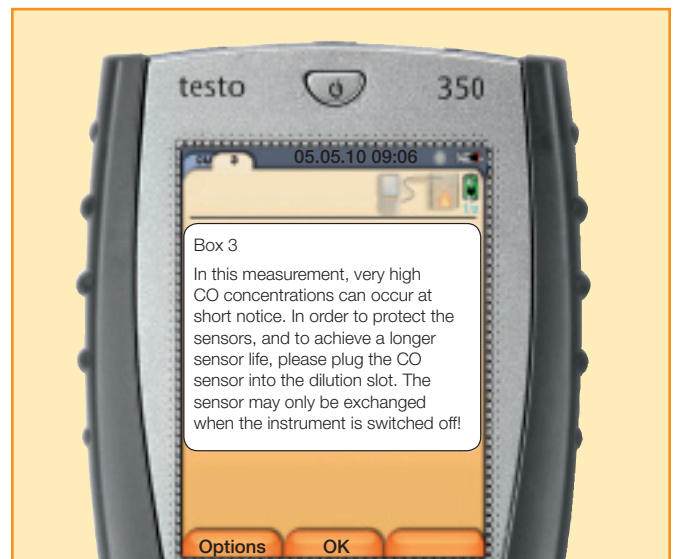 testo 350
05.05.10 09:06
Box 3
In this measurement, very high
CO concentrations can occur at
short notice. In order to protect the
sensors, and to achieve a longer
sensor life, please plug the CO
sensor into the dilution slot. The
sensor may only be exchanged
when the instrument is switched off!
Options OK